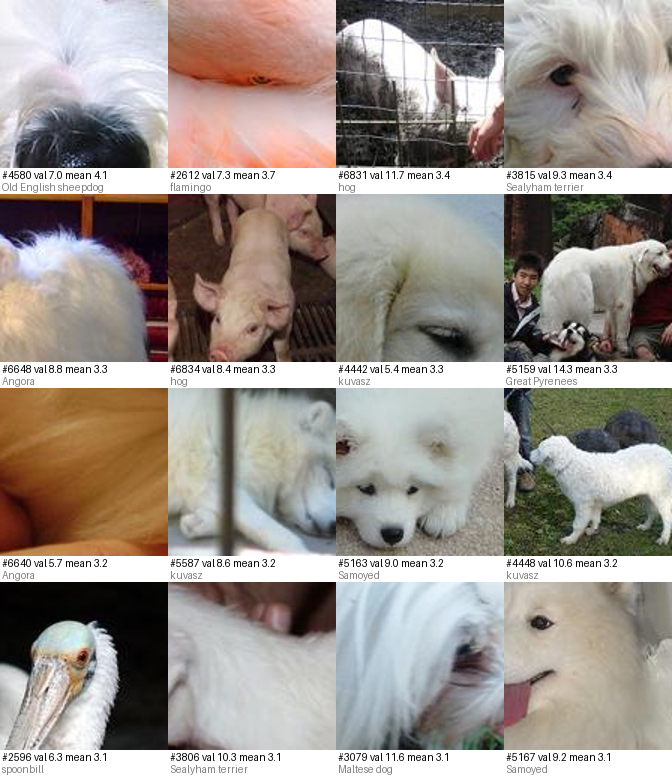 #4580 val 7.0 mean 4.1
Old English sheepdog
#2612 val 7.3 mean 3.7
flamingo
#6831 val 11.7 mean 3.4
hog
#3815 val 9.3 mean 3.4
Sealyham terrier
#6648 val 8.8 mean 3.3
Angora
#6834 val 8.4 mean 3.3
hog
#4442 val 5.4 mean 3.3
kuvasz
#5159 val 14.3 mean 3.3
Great Pyrenees
#6640 val 5.7 mean 3.2
Angora
#5587 val 8.6 mean 3.2
kuvasz
#5163 val 9.0 mean 3.2
Samoyed
#4448 val 10.6 mean 3.2
kuvasz
#2596 val 6.3 mean 3.1
spoonbill
#3806 val 10.3 mean 3.1
Sealyham terrier
#3079 val 11.6 mean 3.1
Maltese dog
#5167 val 9.2 mean 3.1
Samoyed